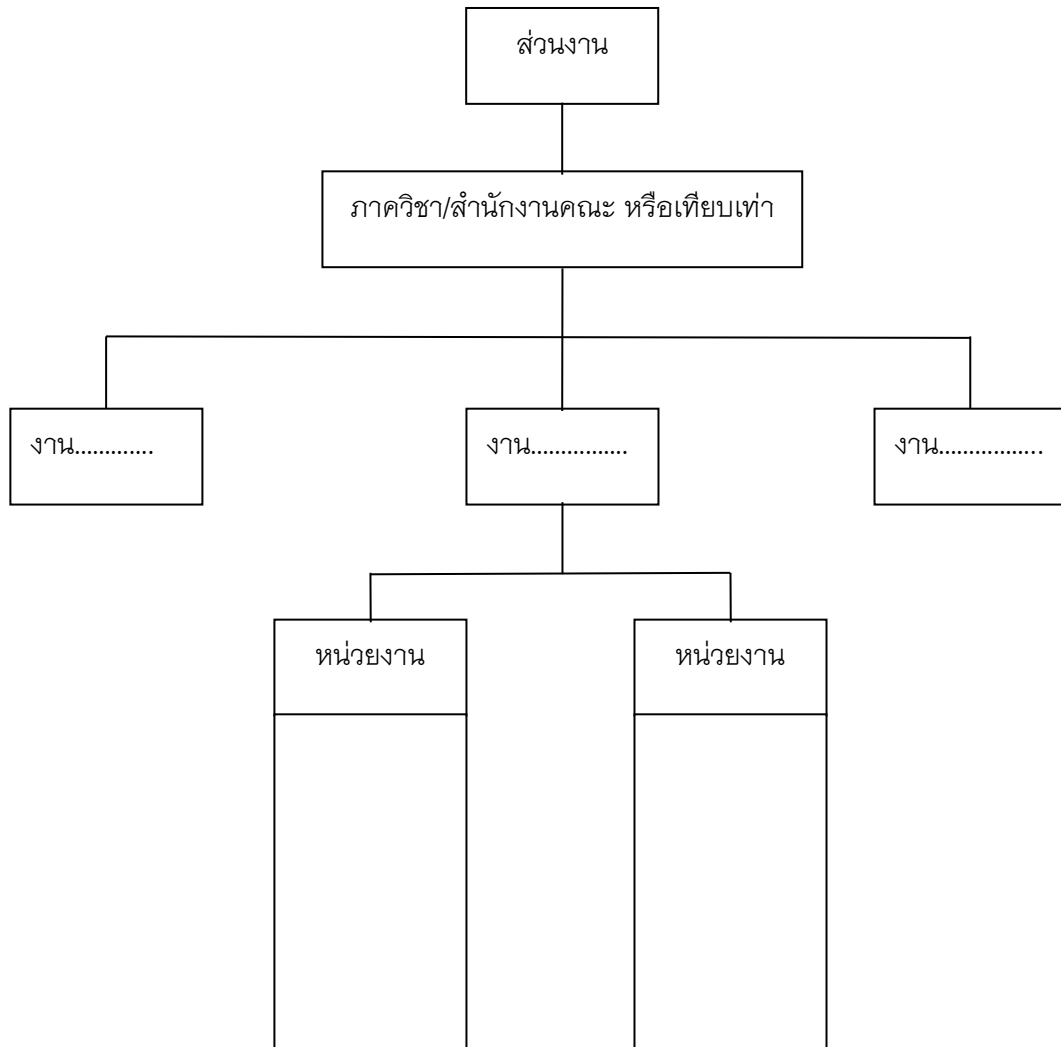 ส่วนงาน
ภาควิชา/สำนักงานคณะ หรือเทียบเท่า
งาน.............
งาน................
งาน.................
หน่วยงาน
หน่วยงาน